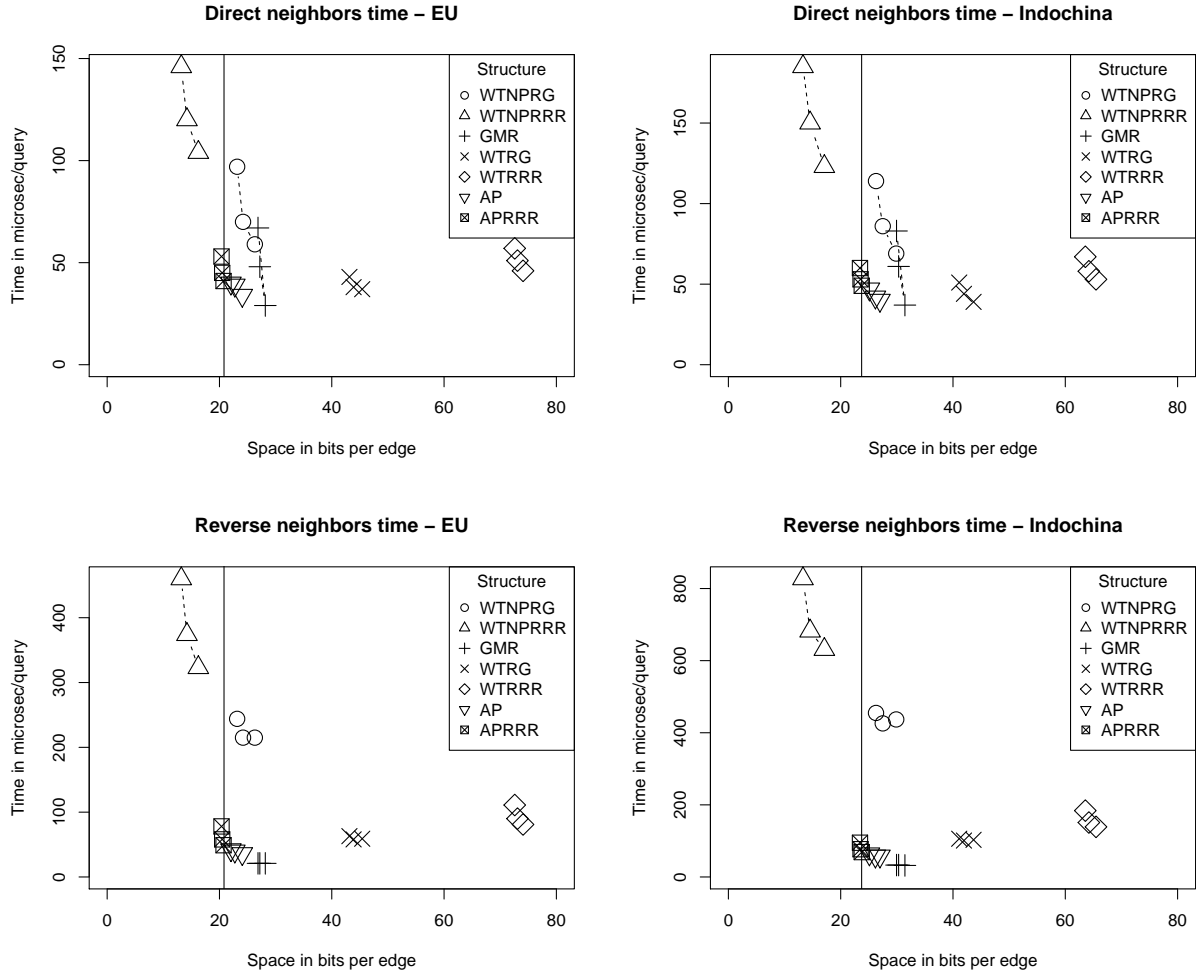 Direct neighbors time – EU
Time in microsec/query
0
50
100
150
0 20 40 60 80
Space in bits per edge
Structure
WTNPRG
WTNPRRR
GMR
WTRG
WTRRR
AP
APRRR
Direct neighbors time – Indochina
Time in microsec/query
0
50
100
150
0 20 40 60 80
Space in bits per edge
Structure
WTNPRG
WTNPRRR
GMR
WTRG
WTRRR
AP
APRRR
Reverse neighbors time – EU
Time in microsec/query
0
100
200
300
400
0 20 40 60 80
Space in bits per edge
Structure
WTNPRG
WTNPRRR
GMR
WTRG
WTRRR
AP
APRRR
Reverse neighbors time – Indochina
Time in microsec/query
0
200
400
600
800
0 20 40 60 80
Space in bits per edge
Structure
WTNPRG
WTNPRRR
GMR
WTRG
WTRRR
AP
APRRR